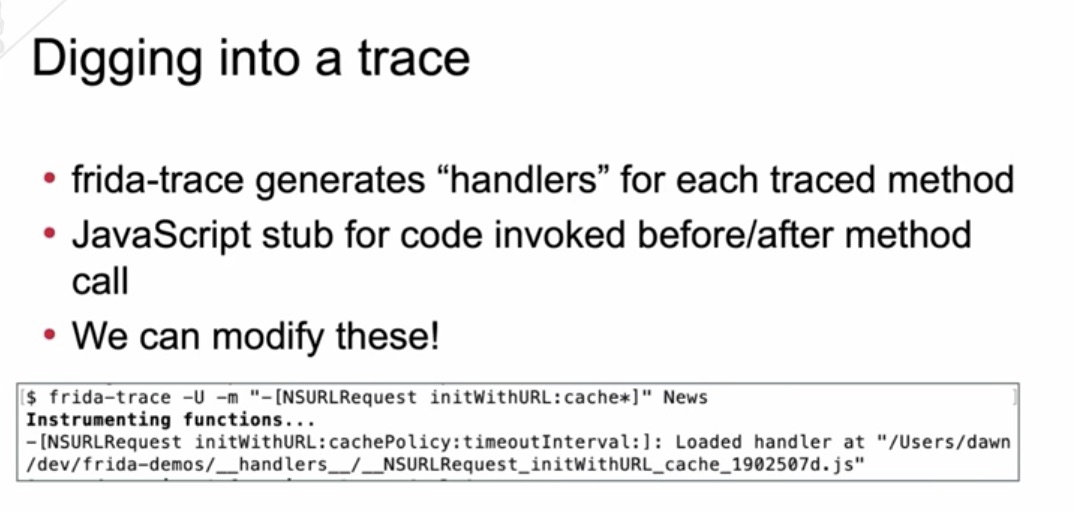 Digging into a trace
• frida-trace generates “handlers” for each traced method
• JavaScript stub for code invoked before/after method
call
• We can modify these!
[$ frida-trace -U -m "-[NSURLRequest initWithURL:cache*]" News ]
Instrumenting functions...
-[NSURLRequest initWithURL:cachePolicy:timeoutInterval:]: Loaded handler at "/Users/dawn
/dev/frida-demos/__handlers__/__NSURLRequest_initWithURL_cache_1902507d.js"